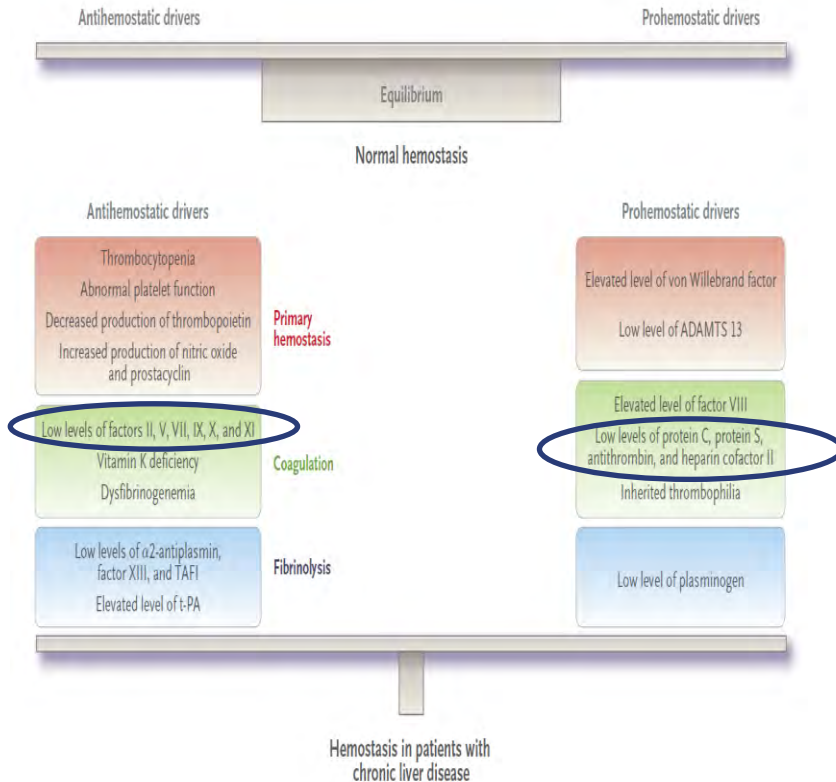 Antihemostatic drivers
Prohemostatic drivers
Equilibrium
Normal hemostasis
Antihemostatic drivers
Prohemostatic drivers
Thrombocytopenia
Abnormal platelet function
Decreased production of thrombopoietin
Increased production of nitric oxide
and prostacyclin
Primary
hemostasis
Elevated level of von Willebrand factor
Low level of ADAMTS 13
Low levels of factors II, V, VII, IX, X, and XI
Vitamin K deficiency
Dysfibrinogenemia
Coagulation
Elevated level of factor VIII
Low levels of protein C, protein S,
antithrombin, and heparin cofactor II
Inherited thrombophilia
Low levels of α2-antiplasmin,
factor XIII, and TAFI
Elevated level of t-PA
Fibrinolysis
Low level of plasminogen
Hemostasis in patients with
chronic liver disease